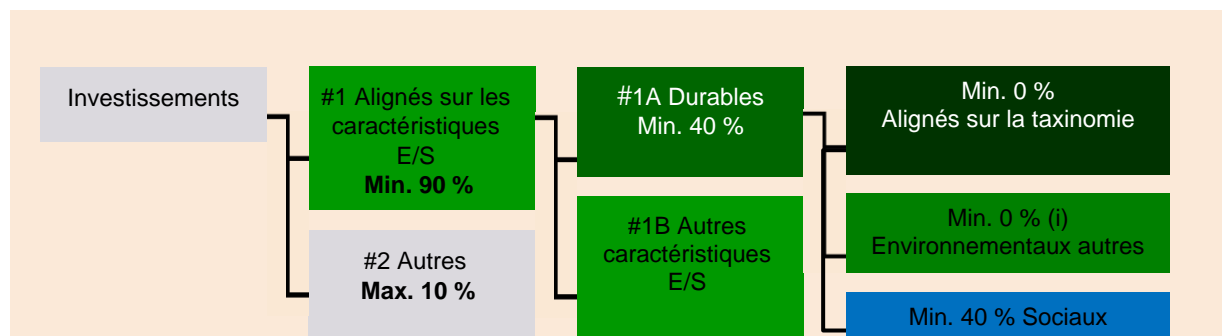 Investissements
#1 Alignés sur les
caractéristiques
E/S
Min. 90 %
#2 Autres
Max. 10 %
#1A Durables
Min. 40 %
#1B Autres
caractéristiques
E/S
Min. 0 %
Alignés sur la taxinomie
Min. 0 % (i)
Environnementaux autres
Min. 40 % Sociaux